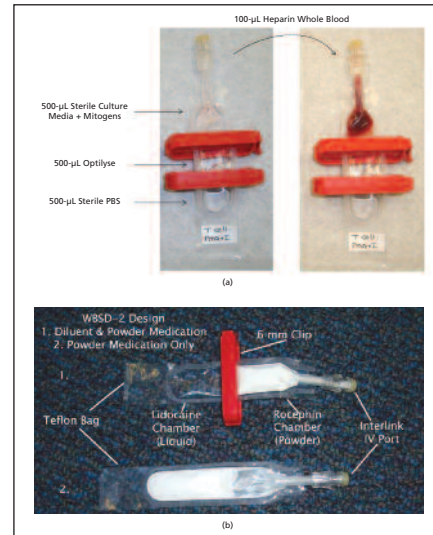 100-µL Heparin Whole Blood
500-µL Sterile Culture
Media + Mitogens
500-µL Optilyse
500-µL Sterile PBS
T cell
T cell
(a)
WBSD-2 Design
1. Diluent & Powder Medication
2. Powder Medication Only
6-mm Clip
1.
Teflon Bag
Lidocaine
Chamber
(Liquid)
Rocephin
Chamber
(Powder)
Interlink
IV Port
2.
(b)